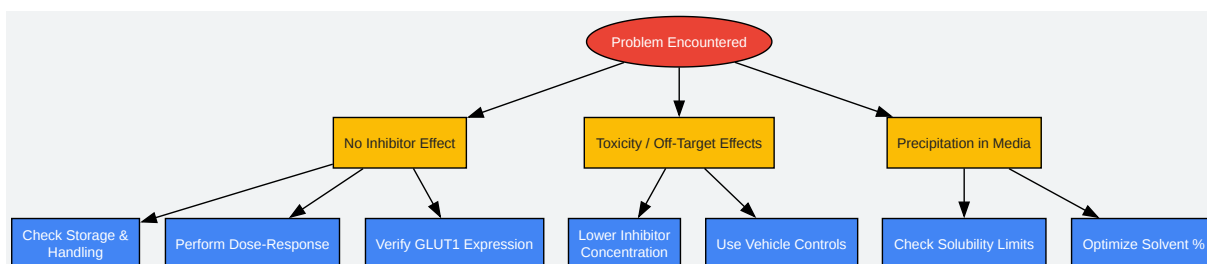 Problem Encountered
No Inhibitor Effect
Toxicity / Off-Target Effects
Precipitation in Media
Check Storage &
Handling
Perform Dose-Response
Verify GLUT1 Expression
Lower Inhibitor
Concentration
Use Vehicle Controls
Check Solubility Limits
Optimize Solvent %